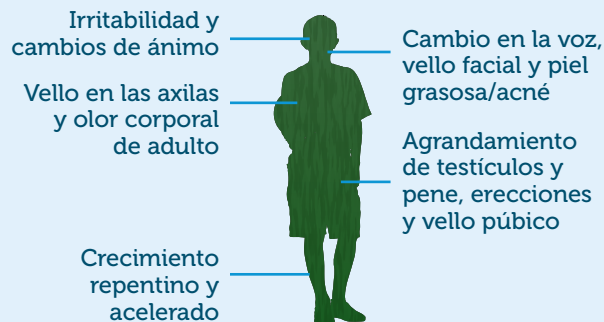 Irritabilidad y
cambios de ánimo
Vello en las axilas
y olor corporal
de adulto
Crecimiento
repentino y
acelerado
Cambio en la voz,
vello facial y piel
grasosa/acné
Agrandamiento
de testículos y
pene, erecciones
y vello púbico